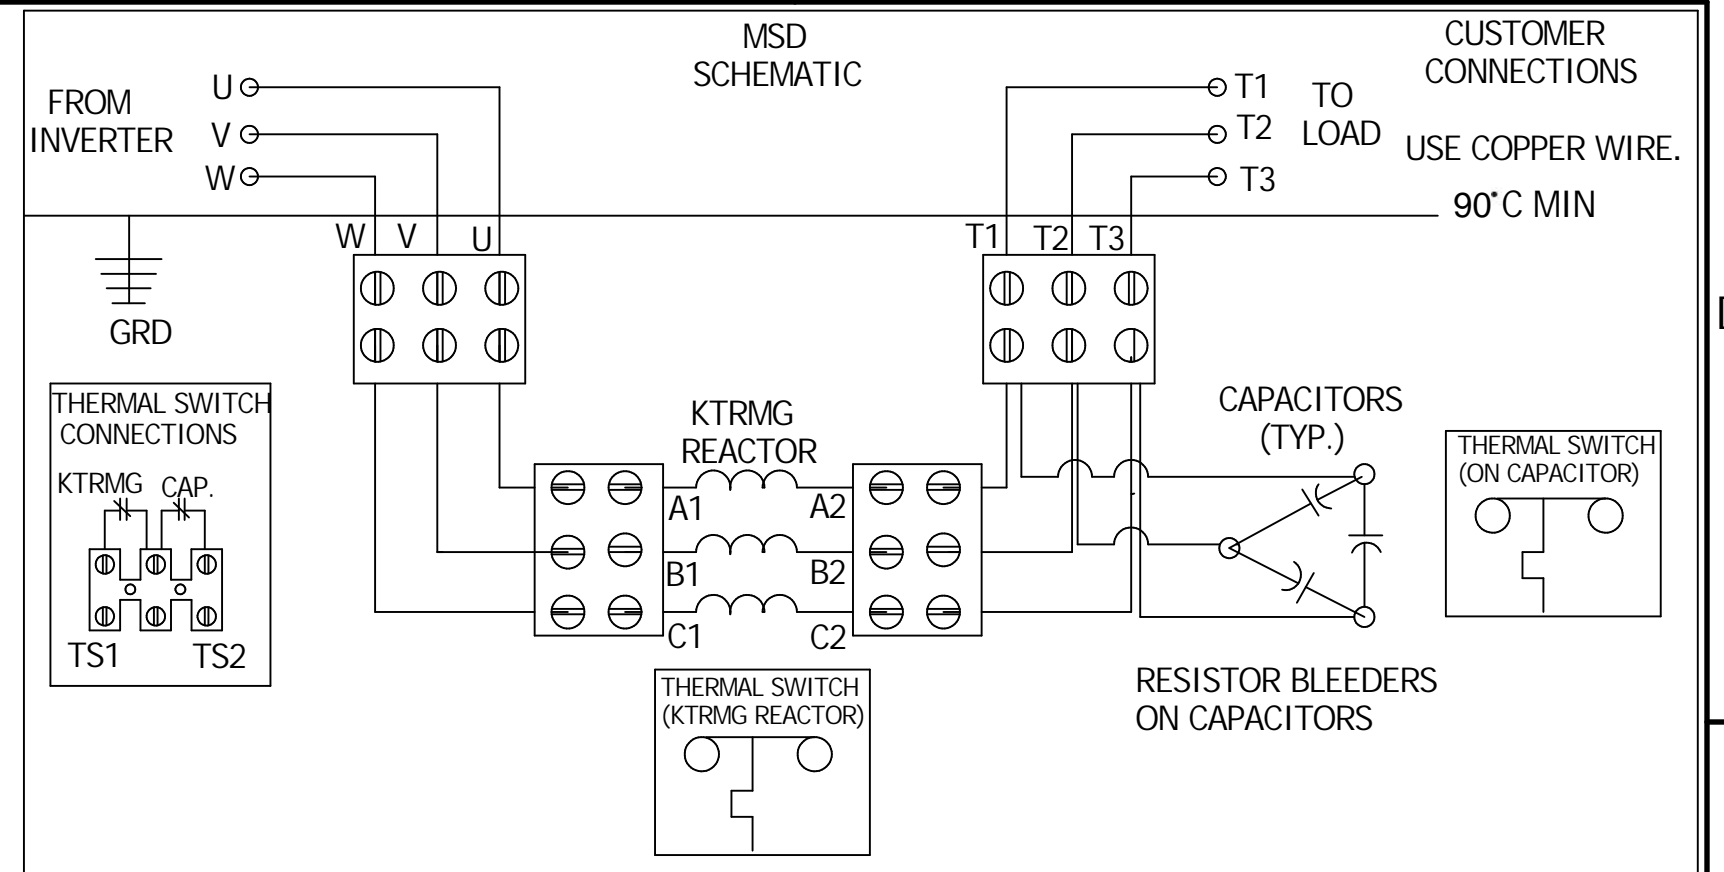 MSD
SCHEMATIC
CUSTOMER
CONNECTIONS
FROM
INVERTER
U
V
W
T1
T2
T3
TO
LOAD
USE COPPER WIRE.
90°C MIN
GRD
W V U
T1 T2 T3
THERMAL SWITCH
CONNECTIONS
KTRMG CAP.
TS1 TS2
KTRMG
REACTOR
A1 A2
B1 B2
C1 C2
CAPACITORS
(TYP.)
THERMAL SWITCH
(ON CAPACITOR)
THERMAL SWITCH
(KTRMG REACTOR)
RESISTOR BLEEDERS
ON CAPACITORS